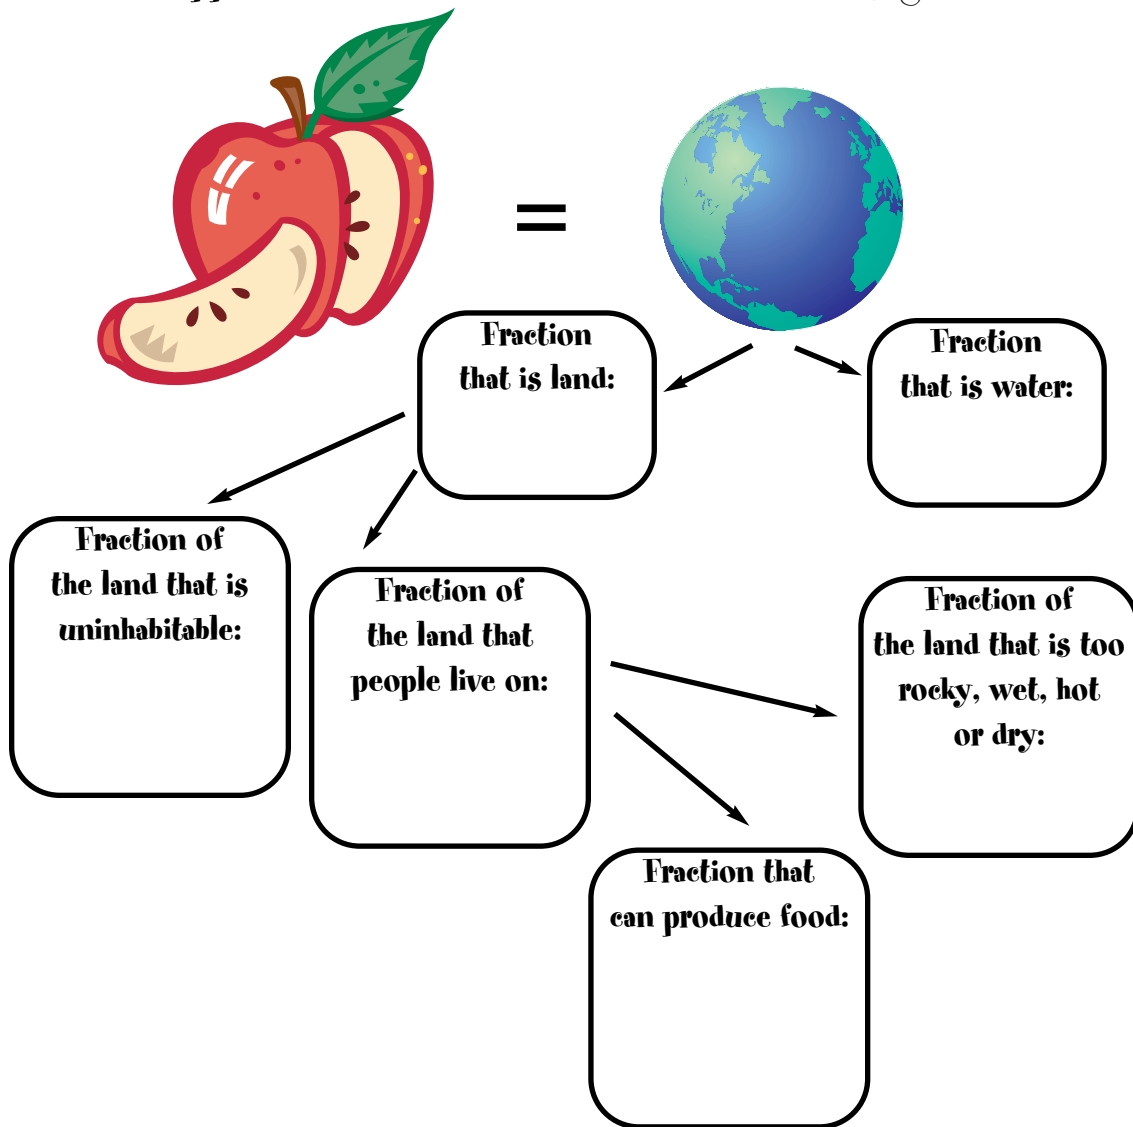 =
Fraction
that is land:
Fraction
that is water:
Fraction of
the land that is
uninhabitable:
Fraction of
the land that
people live on:
Fraction of
the land that is too
rocky, wet, hot
or dry:
Fraction that
can produce food: